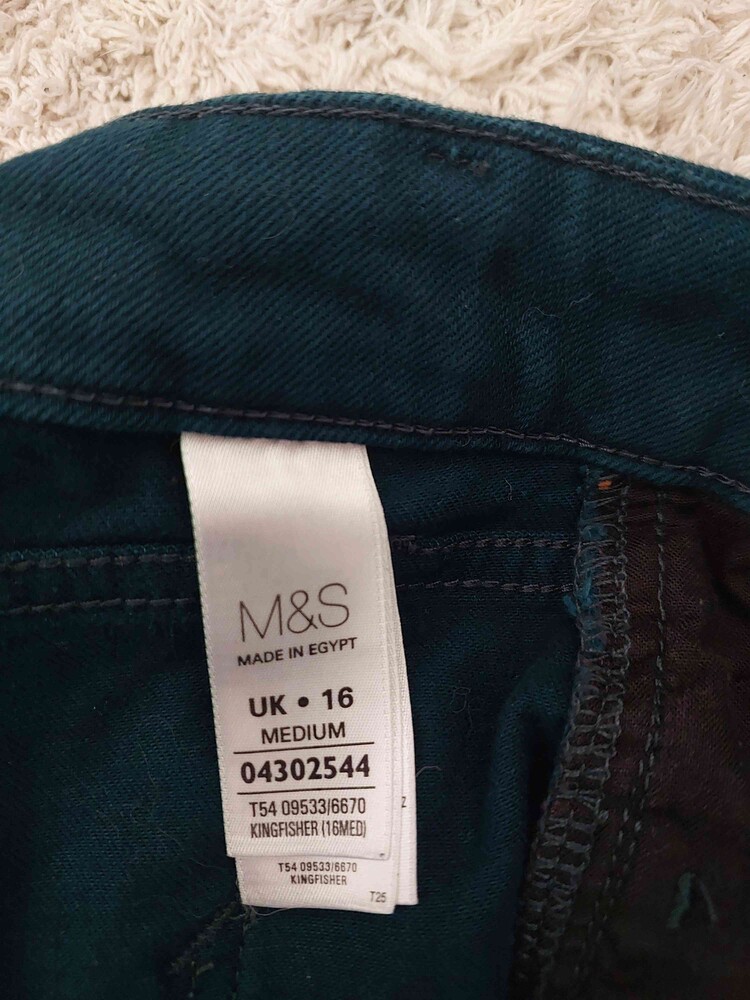 M&S
MADE IN EGYPT
UK • 16
MEDIUM
04302544
T54 09533/6670
KINGFISHER (16MED)
Z
T54 09533/6670
KINGFISHER
T25